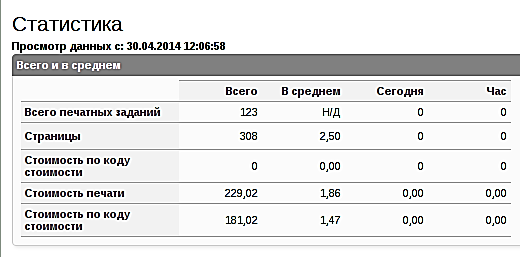 Статистика
Просмотр данных с: 30.04.2014 12:06:58
Всего и в среднем
Всего В среднем Сегодня Час
Всего печатных заданий 123 Н/Д 0 0
Страницы 308 2,50 0 0
Стоимость по коду
стоимости 0 0,00 0 0
Стоимость печати 229,02 1,86 0,00 0,00
Стоимость по коду
стоимости 181,02 1,47 0,00 0,00